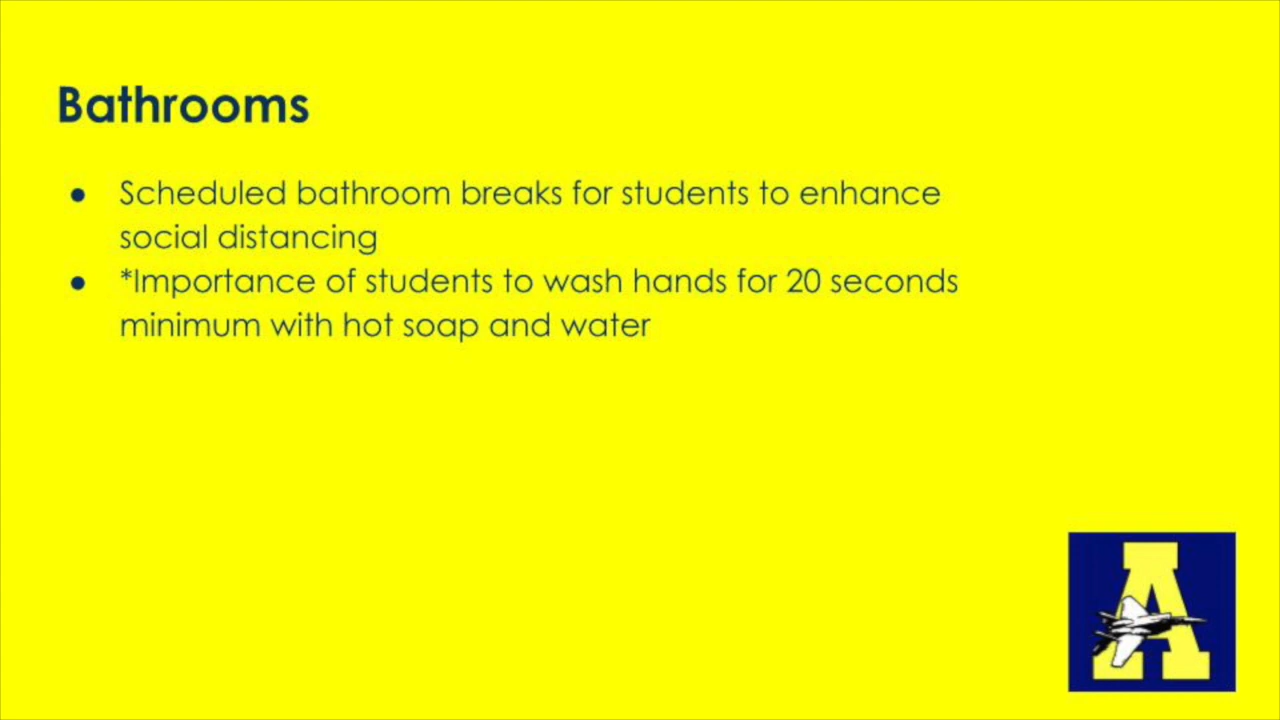 Bathrooms
● Scheduled bathroom breaks for students to enhance
social distancing
● *Importance of students to wash hands for 20 seconds
minimum with hot soap and water
A